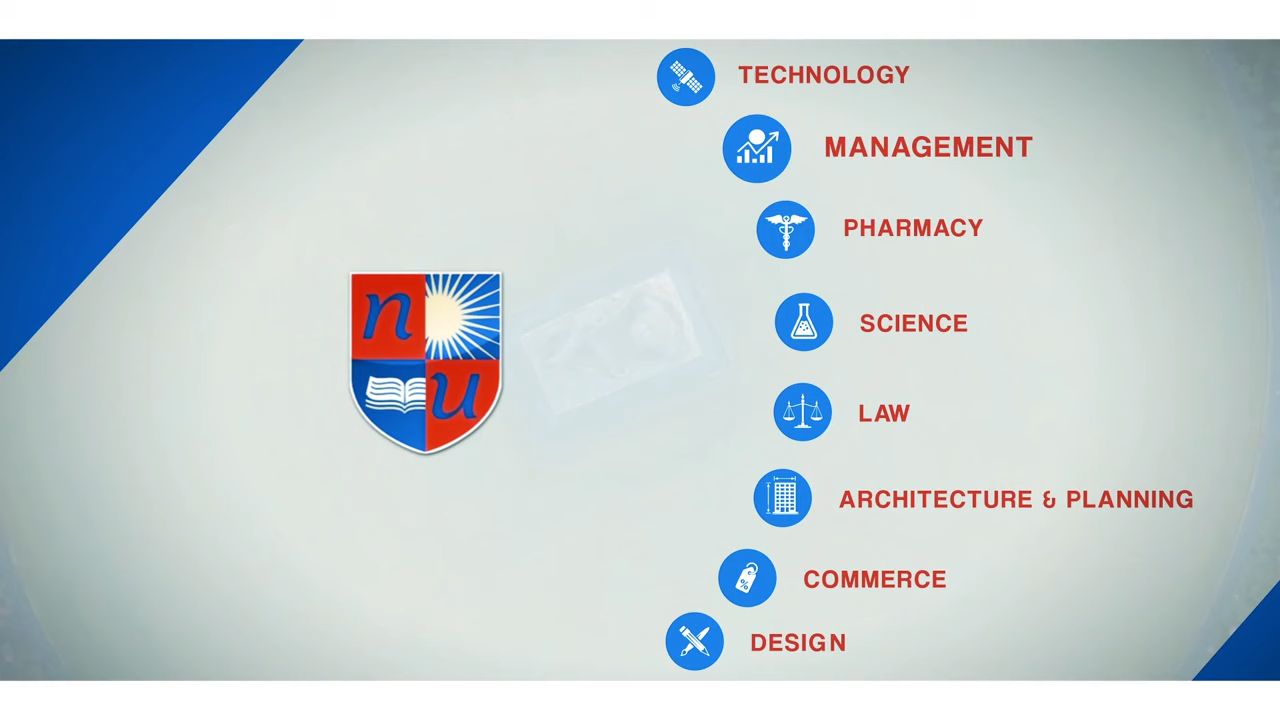 TECHNOLOGY
MANAGEMENT
PHARMACY
SCIENCE
n
u
LAW
ARCHITECTURE & PLANNING
COMMERCE
DESIGN